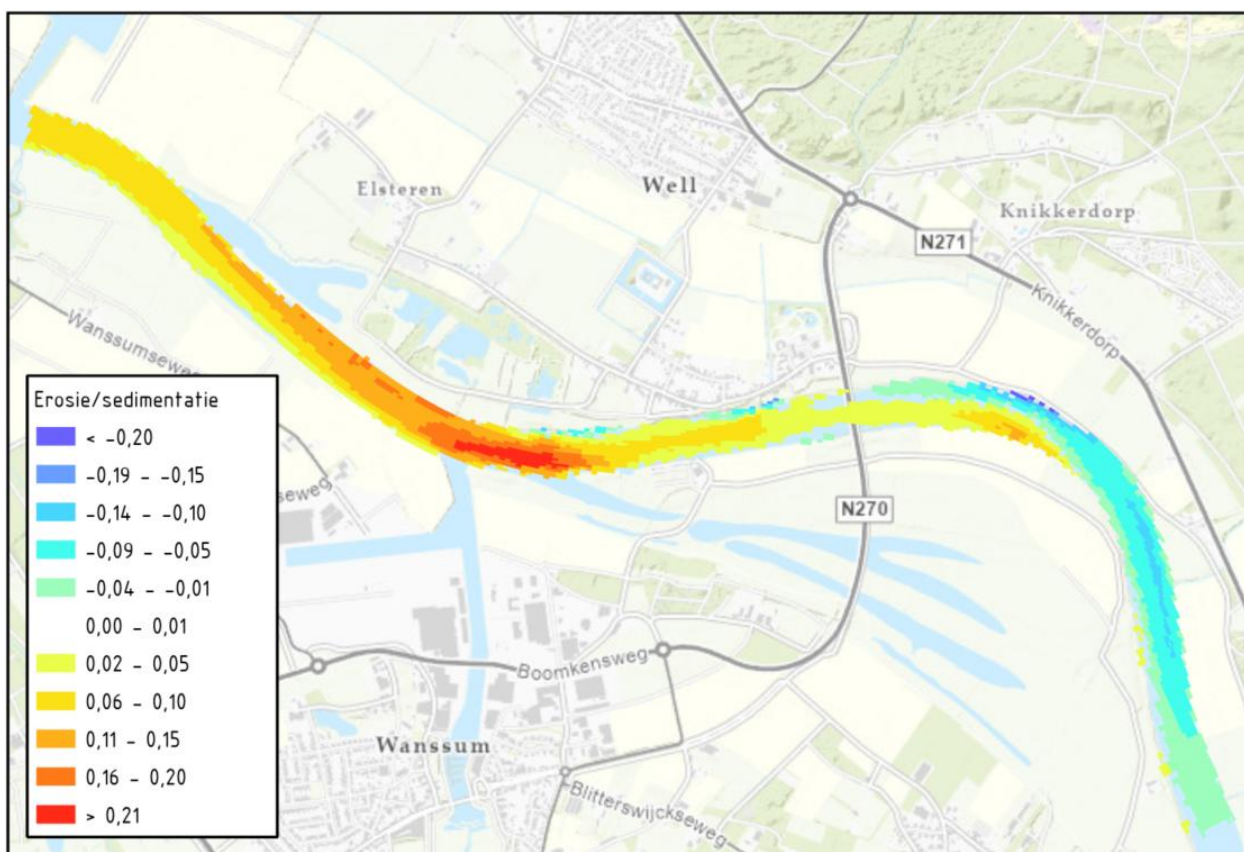 Well
Elsteren
Knikkerdorp
N271
Knikkerdorp
Wanssumseweg
seweg
N270
Boomkensweg
Wanssum
Blitterswijckseweg
Erosie/sedimentatie
< -0,20
-0,19 - -0,15
-0,14 - -0,10
-0,09 - -0,05
-0,04 - -0,01
0,00 - 0,01
0,02 - 0,05
0,06 - 0,10
0,11 - 0,15
0,16 - 0,20
> 0,21